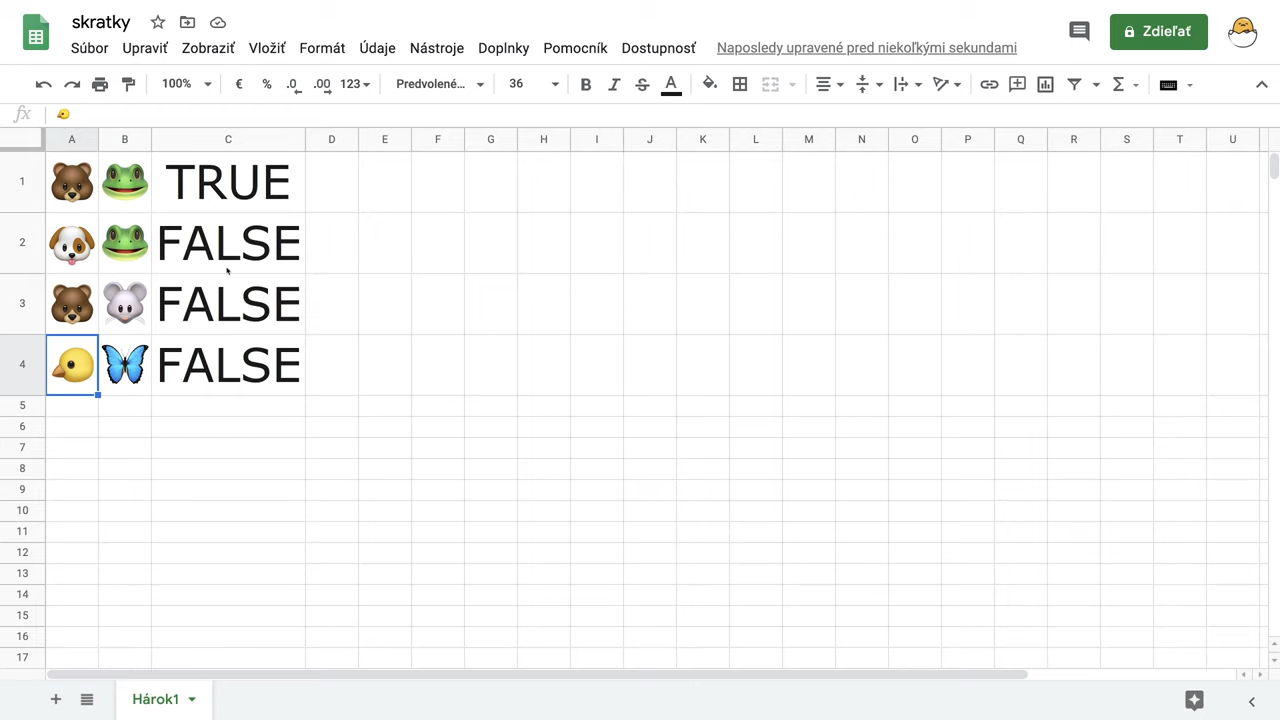 skratky
Súbor Upraviť Zobraziť Vložiť Formát Údaje Nástroje Doplnky Pomocník Dostupnosť Naposledy upravené pred niekoľkými sekundami
Zdieľať
100% € % .0 .00 123 Predvolené... 36 B I S A Σ
fx 🐤
A B C D E F G H I J K L M N O P Q R S T U
1 🐻 🐸 TRUE
2 🐶 🐸 FALSE
3 🐻 🐭 FALSE
4 🐤 🦋 FALSE
5
6
7
8
9
10
11
12
13
14
15
16
17
+ Hárok1